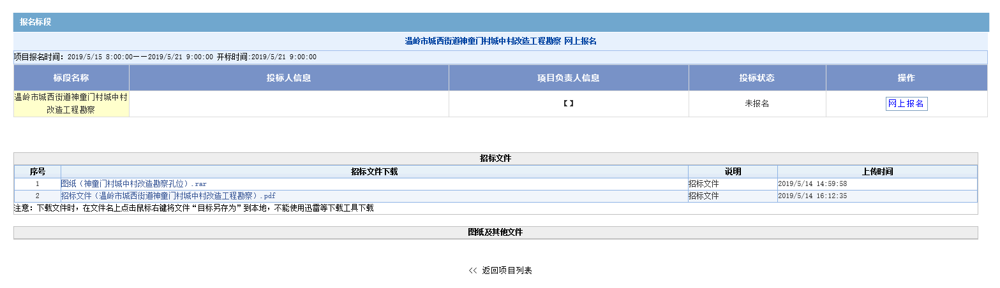 报名标段
温岭市城西街道神童门村城中村改造工程勘察 网上报名
项目报名时间：2019/5/15 8:00:00－－2019/5/21 9:00:00 开标时间:2019/5/21 9:00:00
标段名称 投标人信息 项目负责人信息 投标状态 操作
温岭市城西街道神童门村城中村
改造工程勘察 【】 未报名 网上报名
招标文件
序号 招标文件下载 说明 上传时间
1 图纸（神童门村城中村改造勘察孔位）.rar 招标文件 2019/5/14 14:59:58
2 招标文件（温岭市城西街道神童门村城中村改造工程勘察）.pdf 招标文件 2019/5/14 16:12:35
注意：下载文件时，在文件名上点击鼠标右键将文件“目标另存为”到本地，不能使用迅雷等下载工具下载
图纸及其他文件
<< 返回项目列表